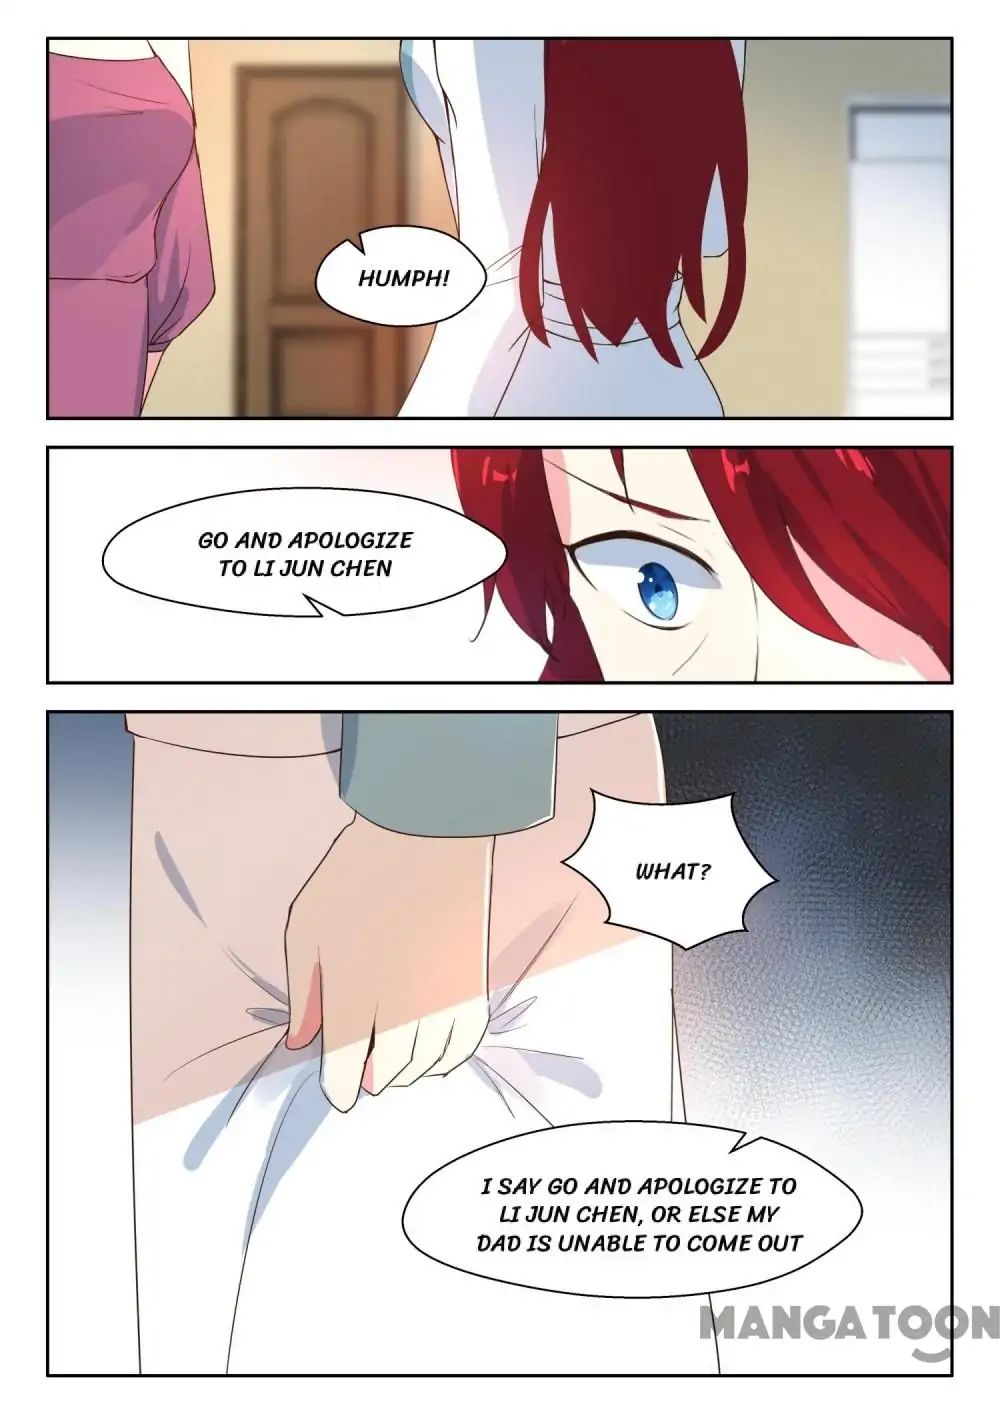 HUMPH!
GO AND APOLOGIZE
TO LI JUN CHEN
WHAT?
I SAY GO AND APOLOGIZE TO
LI JUN CHEN, OR ELSE MY
DAD IS UNABLE TO COME OUT
MANGATOON